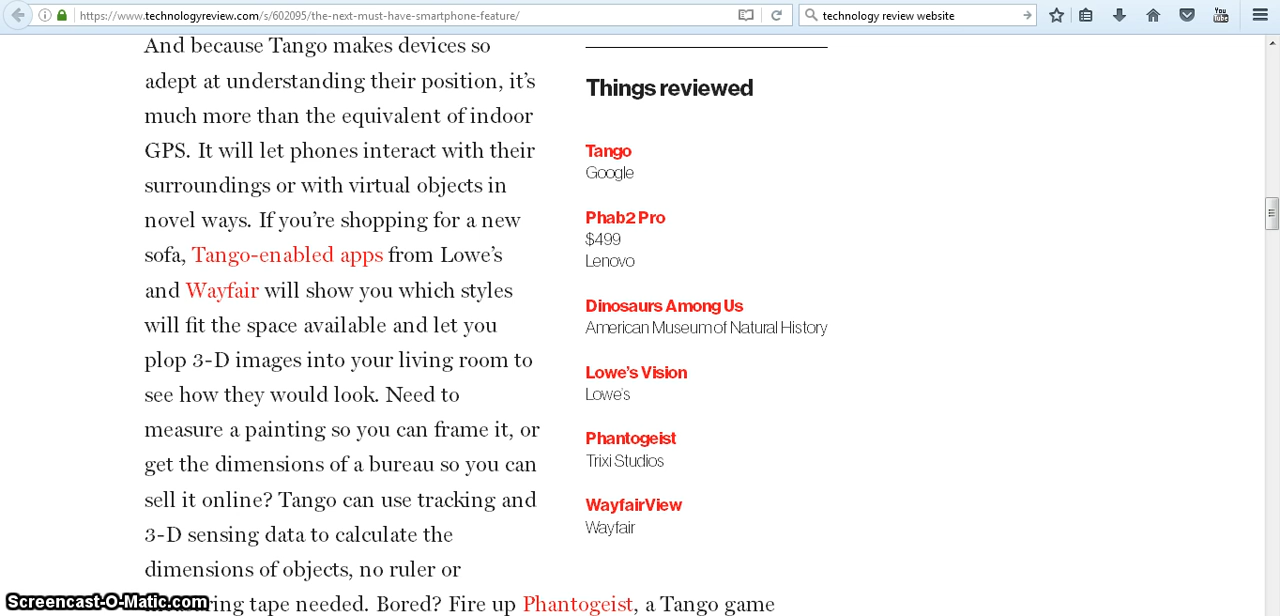 https://www.technologyreview.com/s/602095/the-next-must-have-smartphone-feature/
technology review website
You
Tube
And because Tango makes devices so
adept at understanding their position, it's
much more than the equivalent of indoor
GPS. It will let phones interact with their
surroundings or with virtual objects in
novel ways. If you're shopping for a new
sofa, Tango-enabled apps from Lowe's
and Wayfair will show you which styles
will fit the space available and let you
plop 3-D images into your living room to
see how they would look. Need to
measure a painting so you can frame it, or
get the dimensions of a bureau so you can
sell it online? Tango can use tracking and
3-D sensing data to calculate the
dimensions of objects, no ruler or
tape needed. Bored? Fire up Phantogeist, a Tango game
Things reviewed
Tango
Google
Phab2 Pro
$499
Lenovo
Dinosaurs Among Us
American Museum of Natural History
Lowe's Vision
Lowe's
Phantogeist
Trixi Studios
WayfairView
Wayfair
Screencast-O-Matic.com